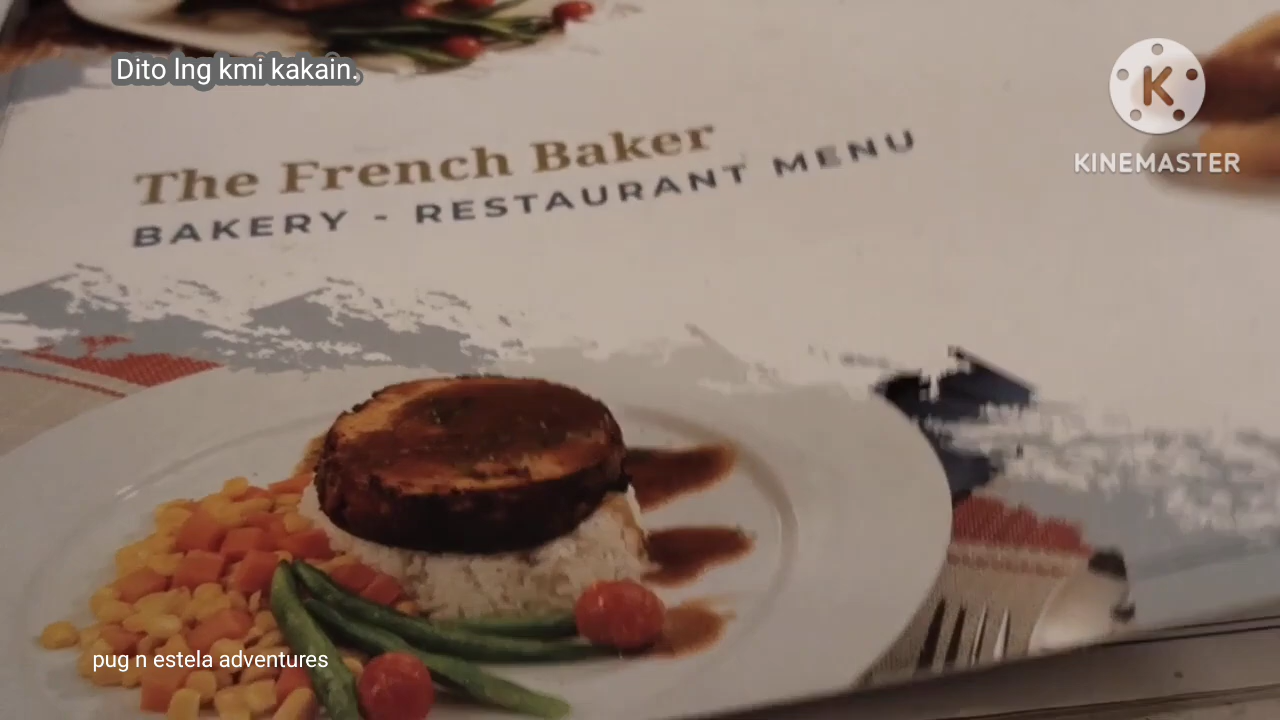 Dito lng kmi kakain.
The French Baker
BAKERY - RESTAURANT MENU
K
KINEMASTER
pug n estela adventures